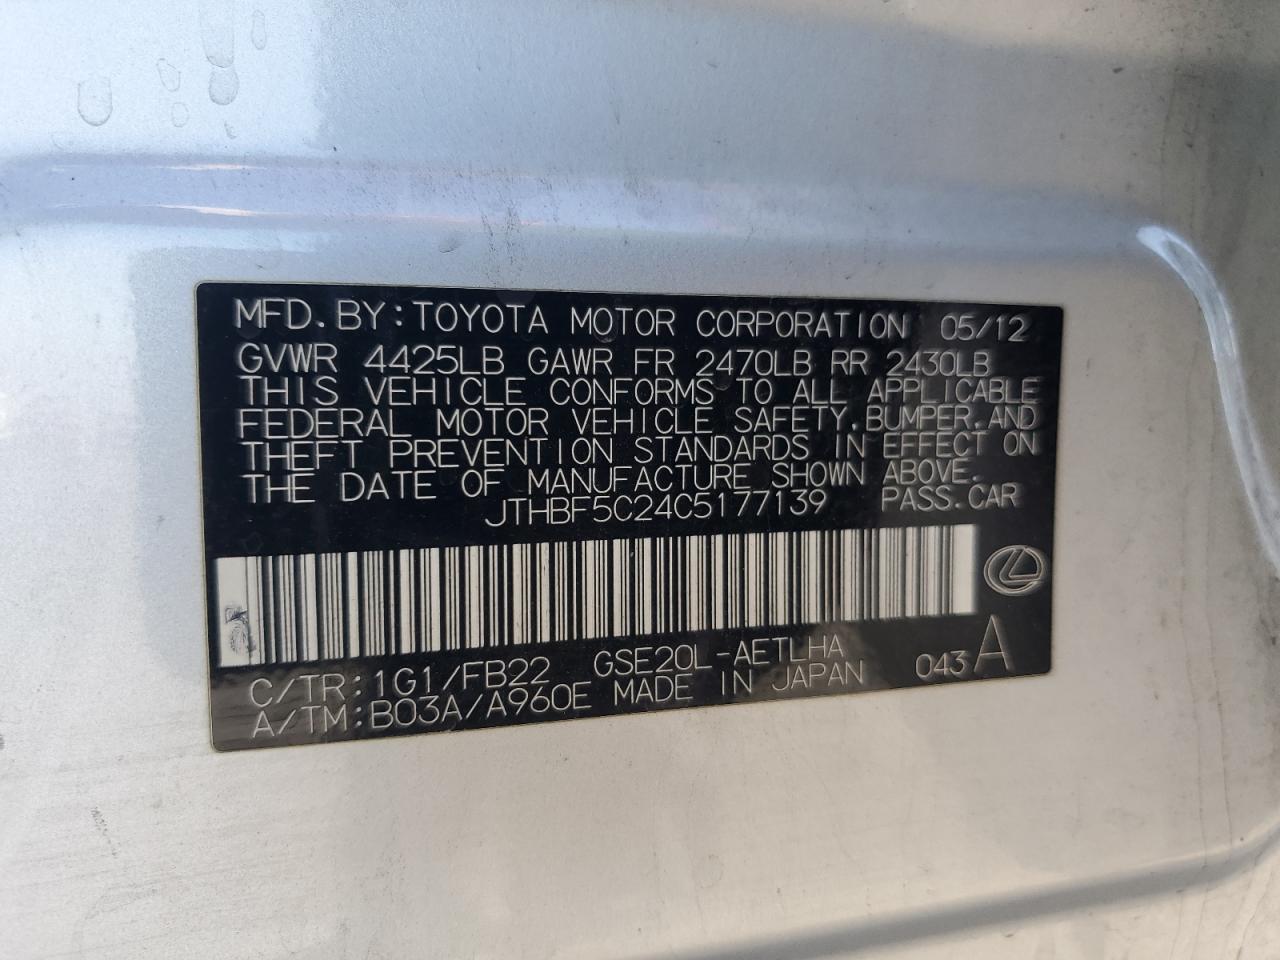 MFD.BY:TOYOTA MOTOR CORPORATION 05/12
GVWR 4425LB GAWR FR 2470LB RR 2430LB
THIS VEHICLE CONFORMS TO ALL APPLICABLE
FEDERAL MOTOR VEHICLE SAFETY,BUMPER,AND
THEFT PREVENTION STANDARDS IN EFFECT ON
THE DATE OF MANUFACTURE SHOWN ABOVE.
JTHBF5C24C5177139 PASS.CAR
C/TR:1G1/FB22 GSE20L-AETLHA 043 A
A/TM:B03A/A960E MADE IN JAPAN